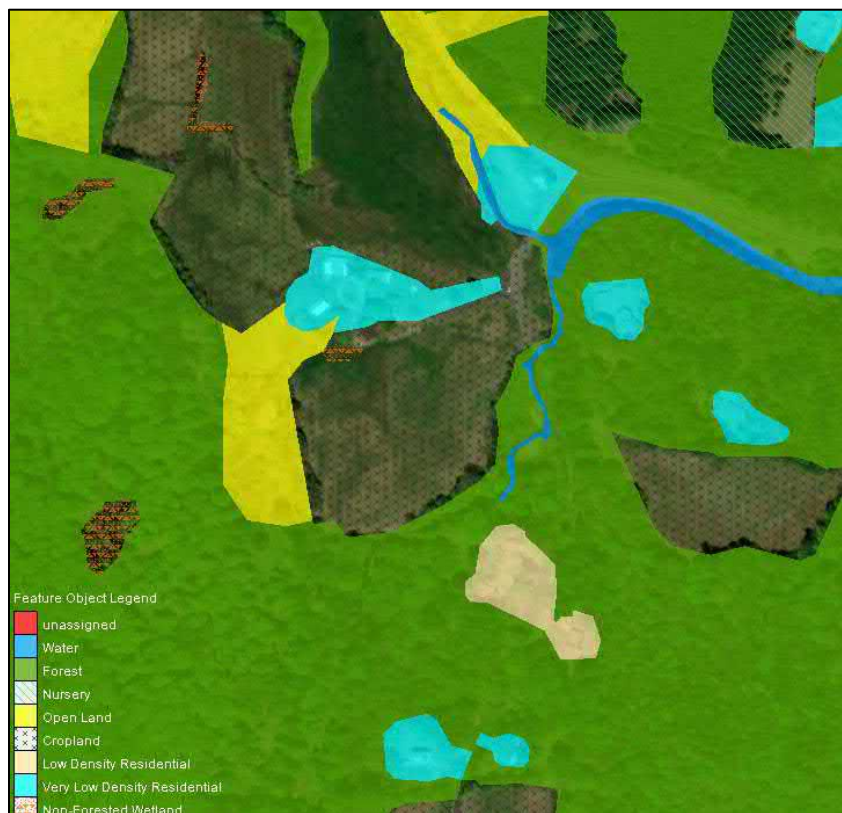 Feature Object Legend
unassigned
Water
Forest
Nursery
Open Land
Cropland
Low Density Residential
Very Low Density Residential
Non-Forested Wetland